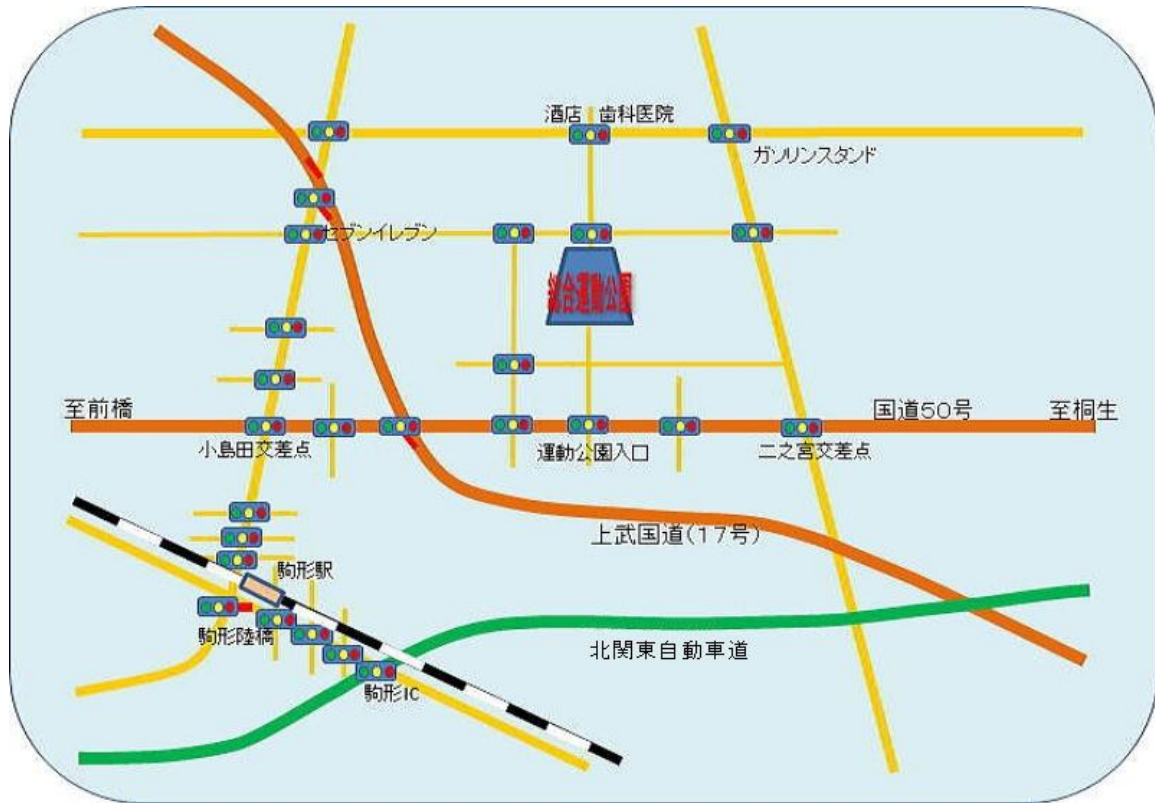 酒店
歯科医院
ガソリンスタンド
セブンイレブン
総合運動公園
至前橋
国道50号
至桐生
小島田交差点
運動公園入口
二之宮交差点
上武国道(17号)
駒形駅
駒形陸橋
北関東自動車道
駒形IC